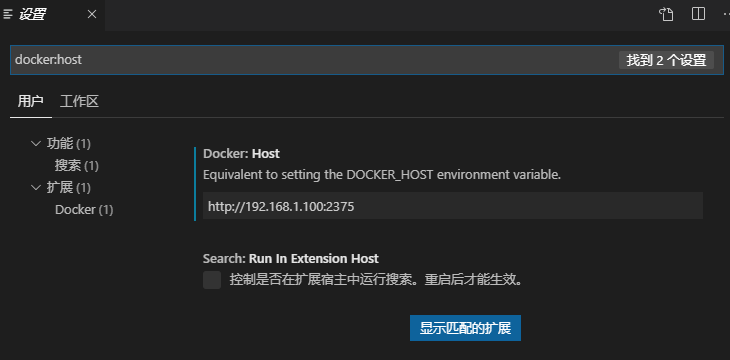 设置
docker:host
找到 2 个设置
用户 工作区
功能 (1)
搜索 (1)
扩展 (1)
Docker (1)
Docker: Host
Equivalent to setting the DOCKER_HOST environment variable.
http://192.168.1.100:2375
Search: Run In Extension Host
控制是否在扩展宿主中运行搜索。重启后才能生效。
显示匹配的扩展